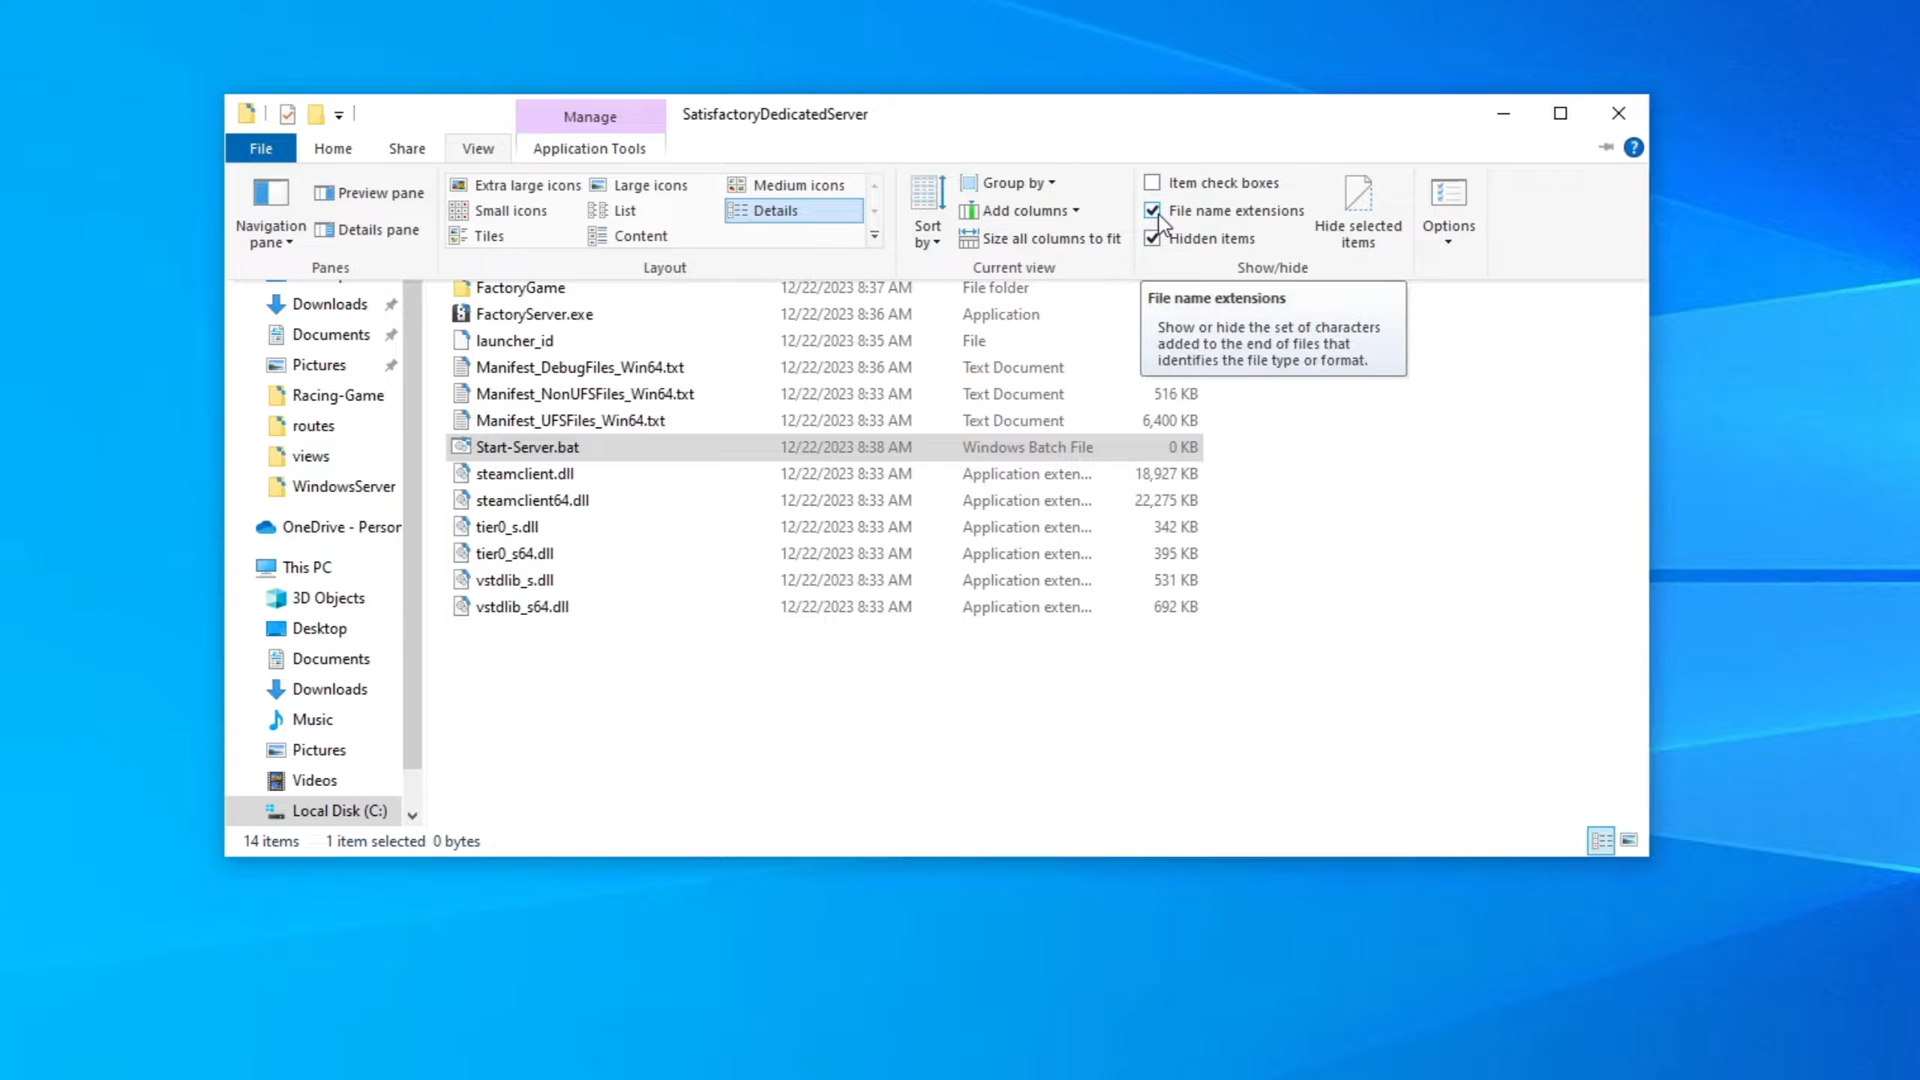 Manage
SatisfactoryDedicatedServer
File
Home
Share
View
Application Tools
Navigation pane
Preview pane
Details pane
Panes
Extra large icons
Large icons
Medium icons
Small icons
List
Details
Tiles
Content
Layout
Sort by
Group by
Add columns
Size all columns to fit
Current view
Item check boxes
File name extensions
Hidden items
Hide selected items
Show/hide
Options
File name extensions
Show or hide the set of characters
added to the end of files that
identifies the file type or format.
Downloads
Documents
Pictures
Racing-Game
routes
views
WindowsServer
OneDrive - Person
This PC
3D Objects
Desktop
Documents
Downloads
Music
Pictures
Videos
Local Disk (C:)
FactoryGame 12/22/2023 8:37 AM File folder
FactoryServer.exe 12/22/2023 8:36 AM Application
launcher_id 12/22/2023 8:35 AM File
Manifest_DebugFiles_Win64.txt 12/22/2023 8:36 AM Text Document
Manifest_NonUFSFiles_Win64.txt 12/22/2023 8:33 AM Text Document 516 KB
Manifest_UFSFiles_Win64.txt 12/22/2023 8:33 AM Text Document 6,400 KB
Start-Server.bat 12/22/2023 8:38 AM Windows Batch File 0 KB
steamclient.dll 12/22/2023 8:33 AM Application exten... 18,927 KB
steamclient64.dll 12/22/2023 8:33 AM Application exten... 22,275 KB
tier0_s.dll 12/22/2023 8:33 AM Application exten... 342 KB
tier0_s64.dll 12/22/2023 8:33 AM Application exten... 395 KB
vstdlib_s.dll 12/22/2023 8:33 AM Application exten... 531 KB
vstdlib_s64.dll 12/22/2023 8:33 AM Application exten... 692 KB
14 items 1 item selected 0 bytes